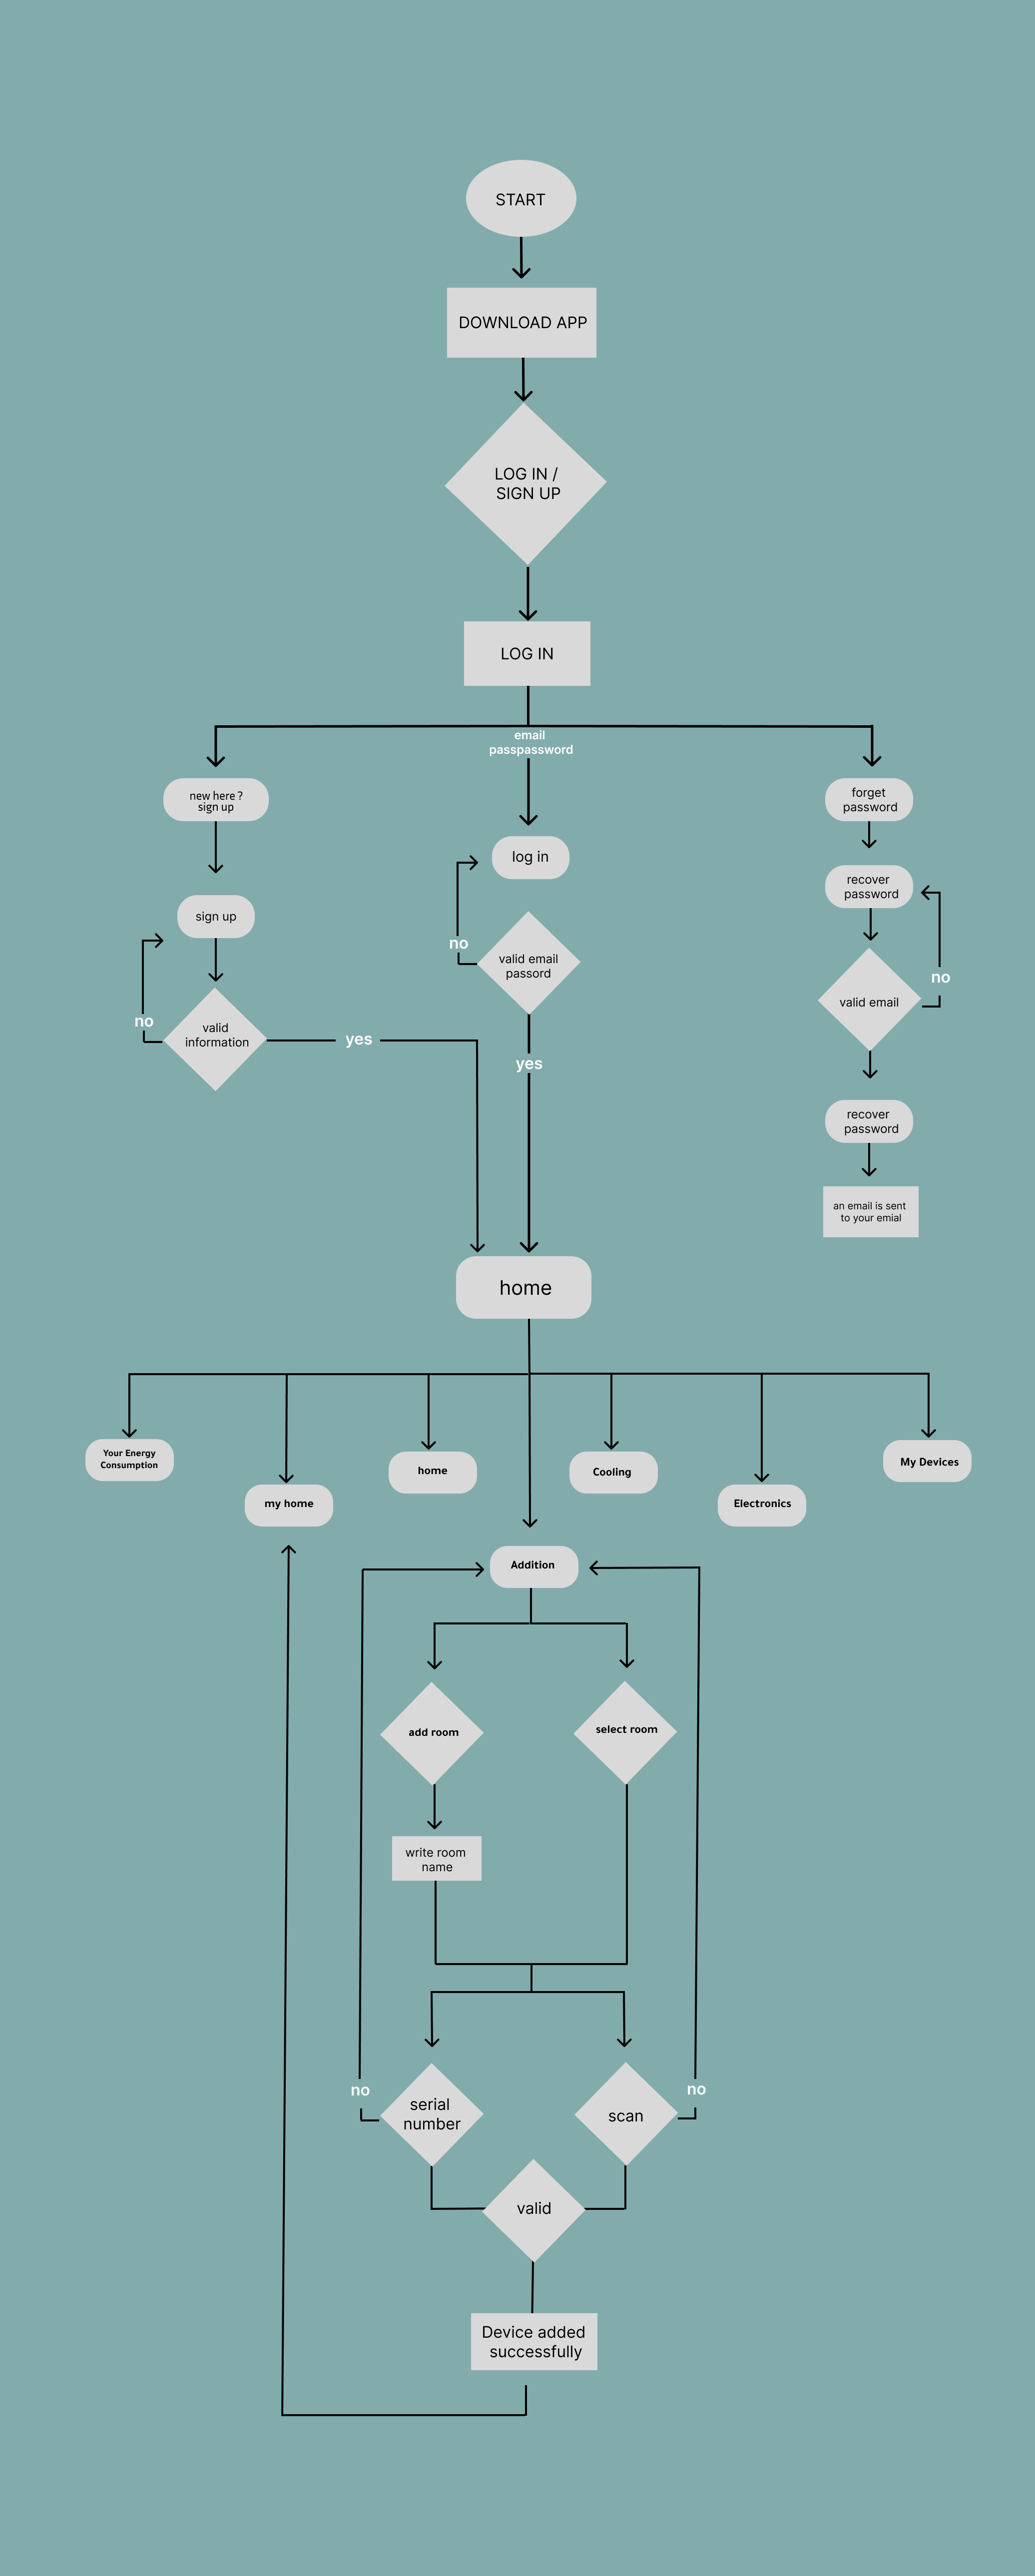 START
DOWNLOAD APP
LOG IN /
SIGN UP
LOG IN
email
passpassword
new here ?
sign up
forget
password
log in
recover
password
sign up
no
valid email
passord
no
valid email
no
valid
information
yes
yes
recover
password
an email is sent
to your emial
home
Your Energy
Consumption
my home
home
Cooling
Electronics
My Devices
Addition
add room
select room
write room
name
no
serial
number
scan
no
valid
Device added
successfully